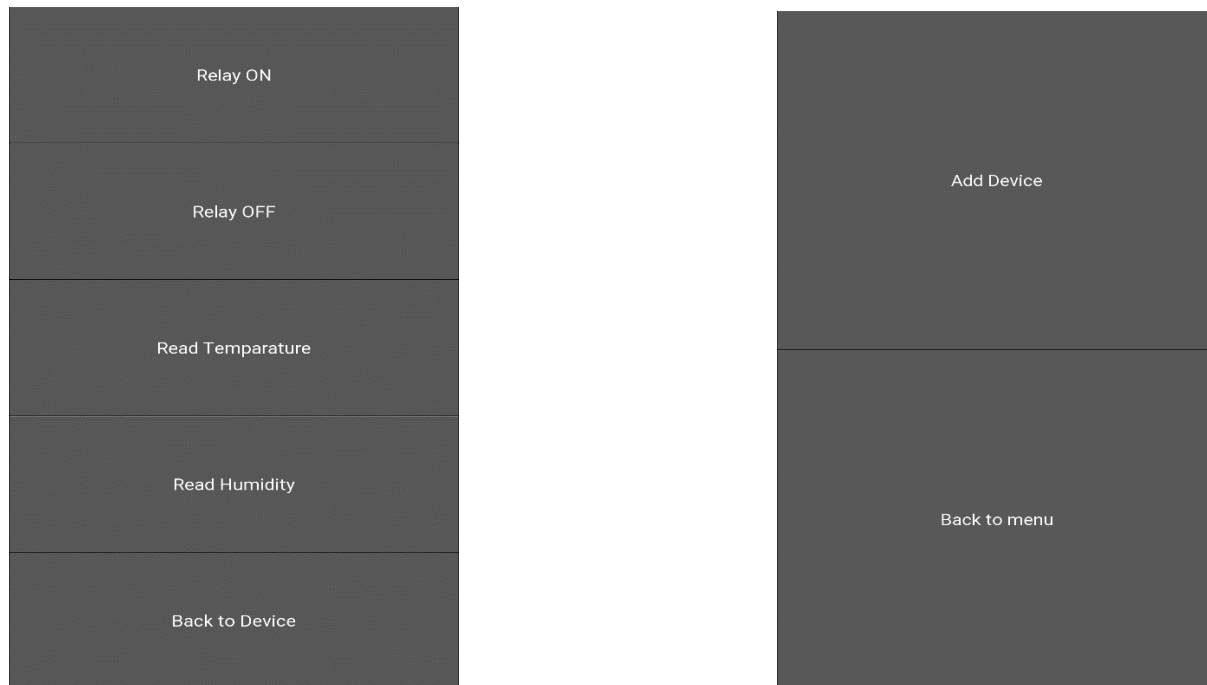 Relay ON
Relay OFF
Read Temparature
Read Humidity
Back to Device
Add Device
Back to menu